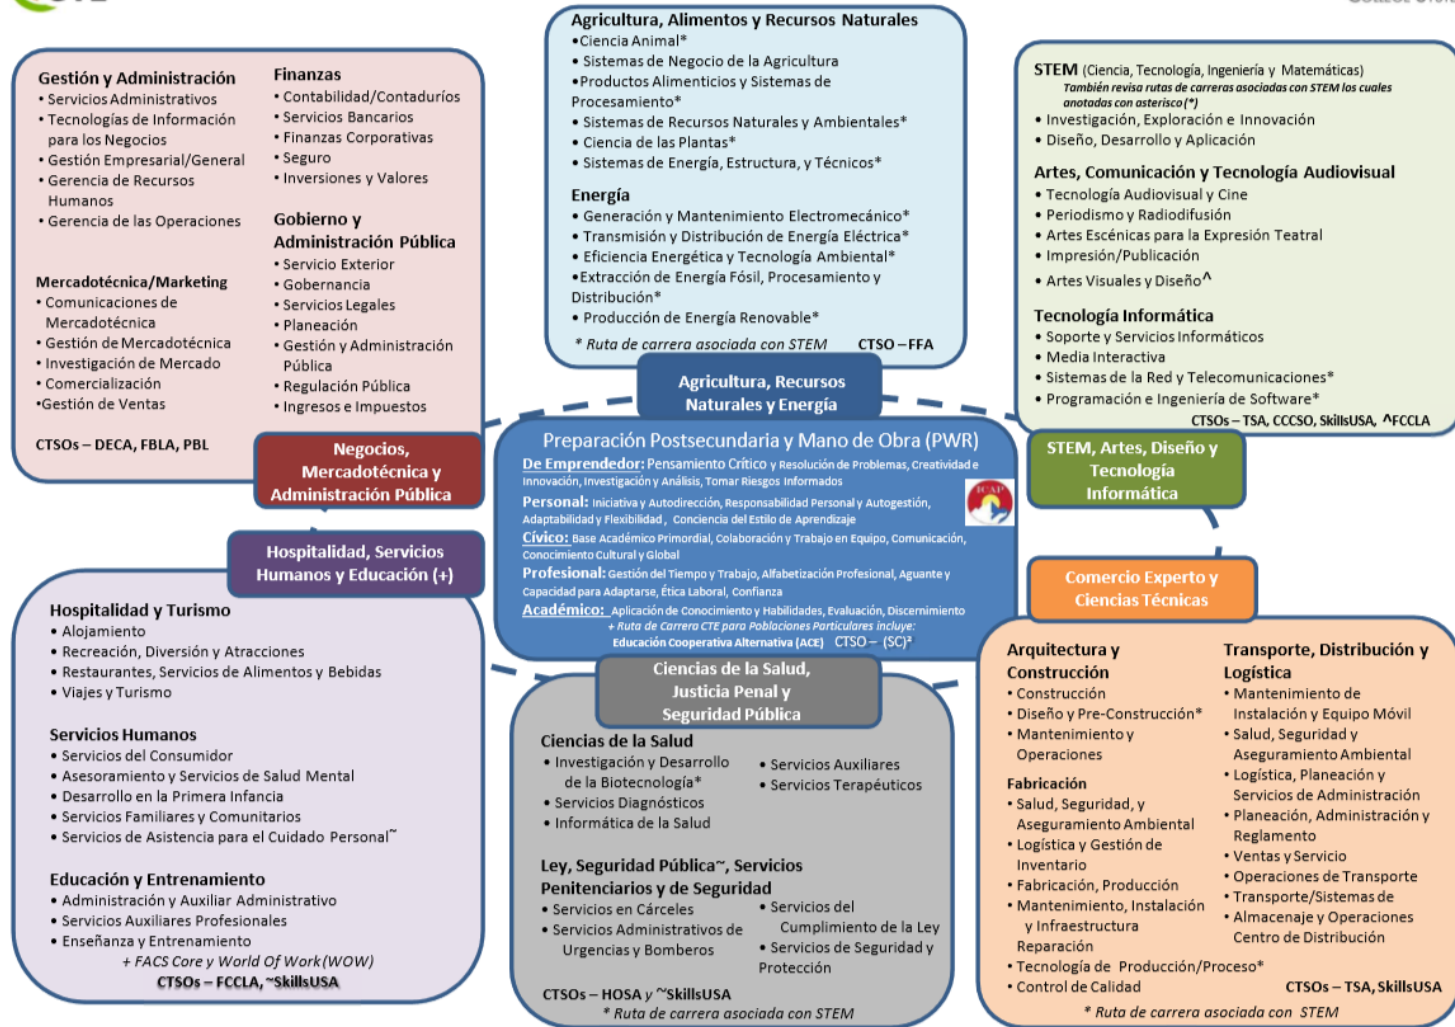 Gestión y Administración
• Servicios Administrativos
• Tecnologías de Información
para los Negocios
• Gestión Empresarial/General
• Gerencia de Recursos
Humanos
• Gerencia de las Operaciones
Mercadotécnica/Marketing
• Comunicaciones de
Mercadotécnica
• Gestión de Mercadotécnica
• Investigación de Mercado
• Comercialización
•Gestión de Ventas
CTSOs – DECA, FBLA, PBL
Finanzas
• Contabilidad/Contaduríos
• Servicios Bancarios
• Finanzas Corporativas
• Seguro
• Inversiones y Valores
Gobierno y
Administración Pública
• Servicio Exterior
• Gobernancia
• Servicios Legales
• Planeación
• Gestión y Administración
Pública
• Regulación Pública
• Ingresos e Impuestos
Negocios,
Mercadotécnica y
Administración Pública
Agricultura, Alimentos y Recursos Naturales
•Ciencia Animal*
• Sistemas de Negocio de la Agricultura
•Productos Alimenticios y Sistemas de
Procesamiento*
• Sistemas de Recursos Naturales y Ambientales*
• Ciencia de las Plantas*
• Sistemas de Energía, Estructura, y Técnicos*
Energía
• Generación y Mantenimiento Electromecánico*
• Transmisión y Distribución de Energía Eléctrica*
• Eficiencia Energética y Tecnología Ambiental*
•Extracción de Energía Fósil, Procesamiento y
Distribución*
• Producción de Energía Renovable*
* Ruta de carrera asociada con STEM CTSO –FFA
Agricultura, Recursos
Naturales y Energía
STEM (Ciencia, Tecnología, Ingeniería y Matemáticas)
También revisa rutas de carreras asociadas con STEM los cuales
anotadas con asterisco (*)
• Investigación, Exploración e Innovación
• Diseño, Desarrollo y Aplicación
Artes, Comunicación y Tecnología Audiovisual
• Tecnología Audiovisual y Cine
• Periodismo y Radiodifusión
• Artes Escénicas para la Expresión Teatral
• Impresión/Publicación
• Artes Visuales y Diseño^
Tecnología Informática
• Soporte y Servicios Informáticos
• Media Interactiva
• Sistemas de la Red y Telecomunicaciones*
• Programación e Ingeniería de Software*
CTSOs – TSA, CCCSO, SkillsUSA, ^FCCLA
STEM, Artes, Diseño y
Tecnología
Informática
Preparación Postsecundaria y Mano de Obra (PWR)
De Emprendedor: Pensamiento Crítico y Resolución de Problemas, Creatividad e
Innovación, Investigación y Análisis, Tomar Riesgos Informados
Personal: Iniciativa y Autodirección, Responsabilidad Personal y Autogestión,
Adaptabilidad y Flexibilidad , Conciencia del Estilo de Aprendizaje
Cívico: Base Académico Primordial, Colaboración y Trabajo en Equipo, Comunicación,
Conocimiento Cultural y Global
Profesional: Gestión del Tiempo y Trabajo, Alfabetización Profesional, Aguante y
Capacidad para Adaptarse, Ética Laboral, Confianza
Académico: Aplicación de Conocimiento y Habilidades, Evaluación, Discernimiento
+ Ruta de Carrera CTE para Poblaciones Particulares incluye:
Educación Cooperativa Alternativa (ACE) CTSO – (SC)²
ICAP
Hospitalidad, Servicios
Humanos y Educación (+)
Hospitalidad y Turismo
• Alojamiento
• Recreación, Diversión y Atracciones
• Restaurantes, Servicios de Alimentos y Bebidas
• Viajes y Turismo
Servicios Humanos
• Servicios del Consumidor
• Asesoramiento y Servicios de Salud Mental
• Desarrollo en la Primera Infancia
• Servicios Familiares y Comunitarios
• Servicios de Asistencia para el Cuidado Personal~
Educación y Entrenamiento
• Administración y Auxiliar Administrativo
• Servicios Auxiliares Profesionales
• Enseñanza y Entrenamiento
+ FACS Core y World Of Work (WOW)
CTSOs – FCCLA, ~SkillsUSA
Ciencias de la Salud,
Justicia Penal y
Seguridad Pública
Ciencias de la Salud
• Investigación y Desarrollo
de la Biotecnología*
• Servicios Diagnósticos
• Informática de la Salud
• Servicios Auxiliares
• Servicios Terapéuticos
Ley, Seguridad Pública~, Servicios
Penitenciarios y de Seguridad
• Servicios en Cárceles
• Servicios Administrativos de
Urgencias y Bomberos
• Servicios del
Cumplimiento de la Ley
• Servicios de Seguridad y
Protección
CTSOs – HOSA y ~SkillsUSA
* Ruta de carrera asociada con STEM
Comercio Experto y
Ciencias Técnicas
Arquitectura y
Construcción
• Construcción
• Diseño y Pre-Construcción*
• Mantenimiento y
Operaciones
Fabricación
• Salud, Seguridad, y
Aseguramiento Ambiental
• Logística y Gestión de
Inventario
• Fabricación, Producción
• Mantenimiento, Instalación
y Infraestructura
Reparación
• Tecnología de Producción/Proceso*
• Control de Calidad
Transporte, Distribución y
Logística
• Mantenimiento de
Instalación y Equipo Móvil
• Salud, Seguridad y
Aseguramiento Ambiental
• Logística, Planeación y
Servicios de Administración
• Planeación, Administración y
Reglamento
• Ventas y Servicio
• Operaciones de Transporte
• Transporte/Sistemas de
• Almacenaje y Operaciones
Centro de Distribución
CTSOs – TSA, SkillsUSA
* Ruta de carrera asociada con STEM